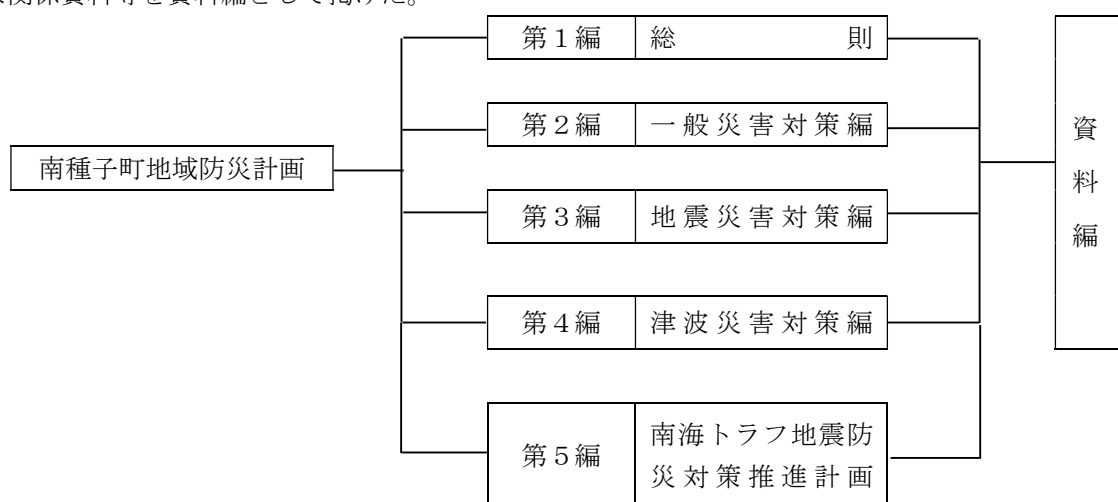 関係資料等を資料編として掲げた。
第１編 総則
第２編 一般災害対策編
南種子町地域防災計画
第３編 地震災害対策編
第４編 津波災害対策編
第５編 南海トラフ地震防
災対策推進計画
資料編